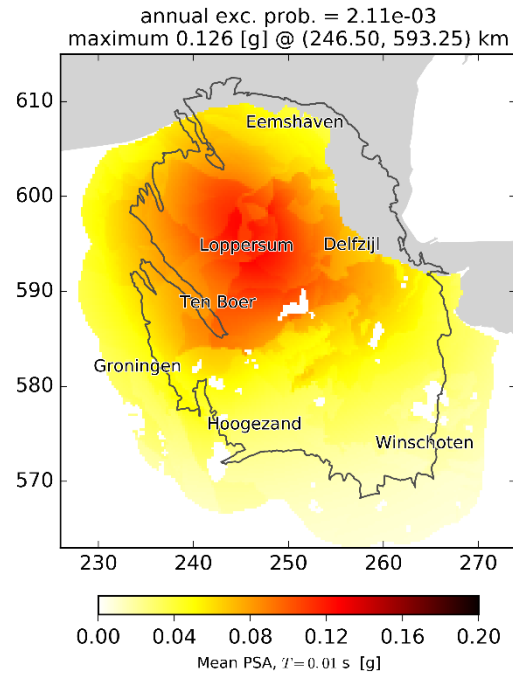 annual exc. prob. = 2.11e-03
maximum 0.126 [g] @ (246.50, 593.25) km
610
Eemshaven
600
Loppersum Delfzijl
590
Ten Boer
Groningen
580
Hoogezand
Winschoten
570
230 240 250 260 270
0.00 0.04 0.08 0.12 0.16 0.20
Mean PSA, T = 0.01 s [g]